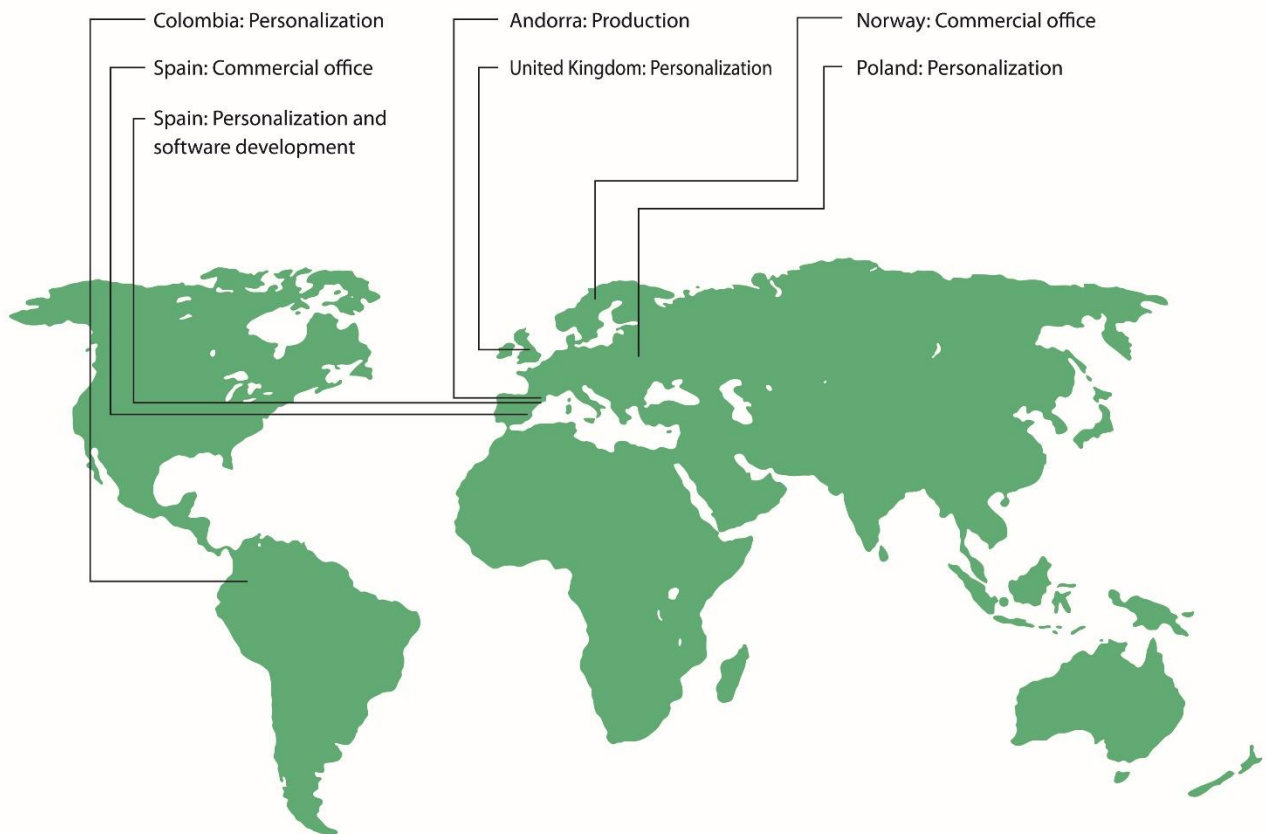 Colombia: Personalization
Spain: Commercial office
Spain: Personalization and
software development
Andorra: Production
United Kingdom: Personalization
Norway: Commercial office
Poland: Personalization